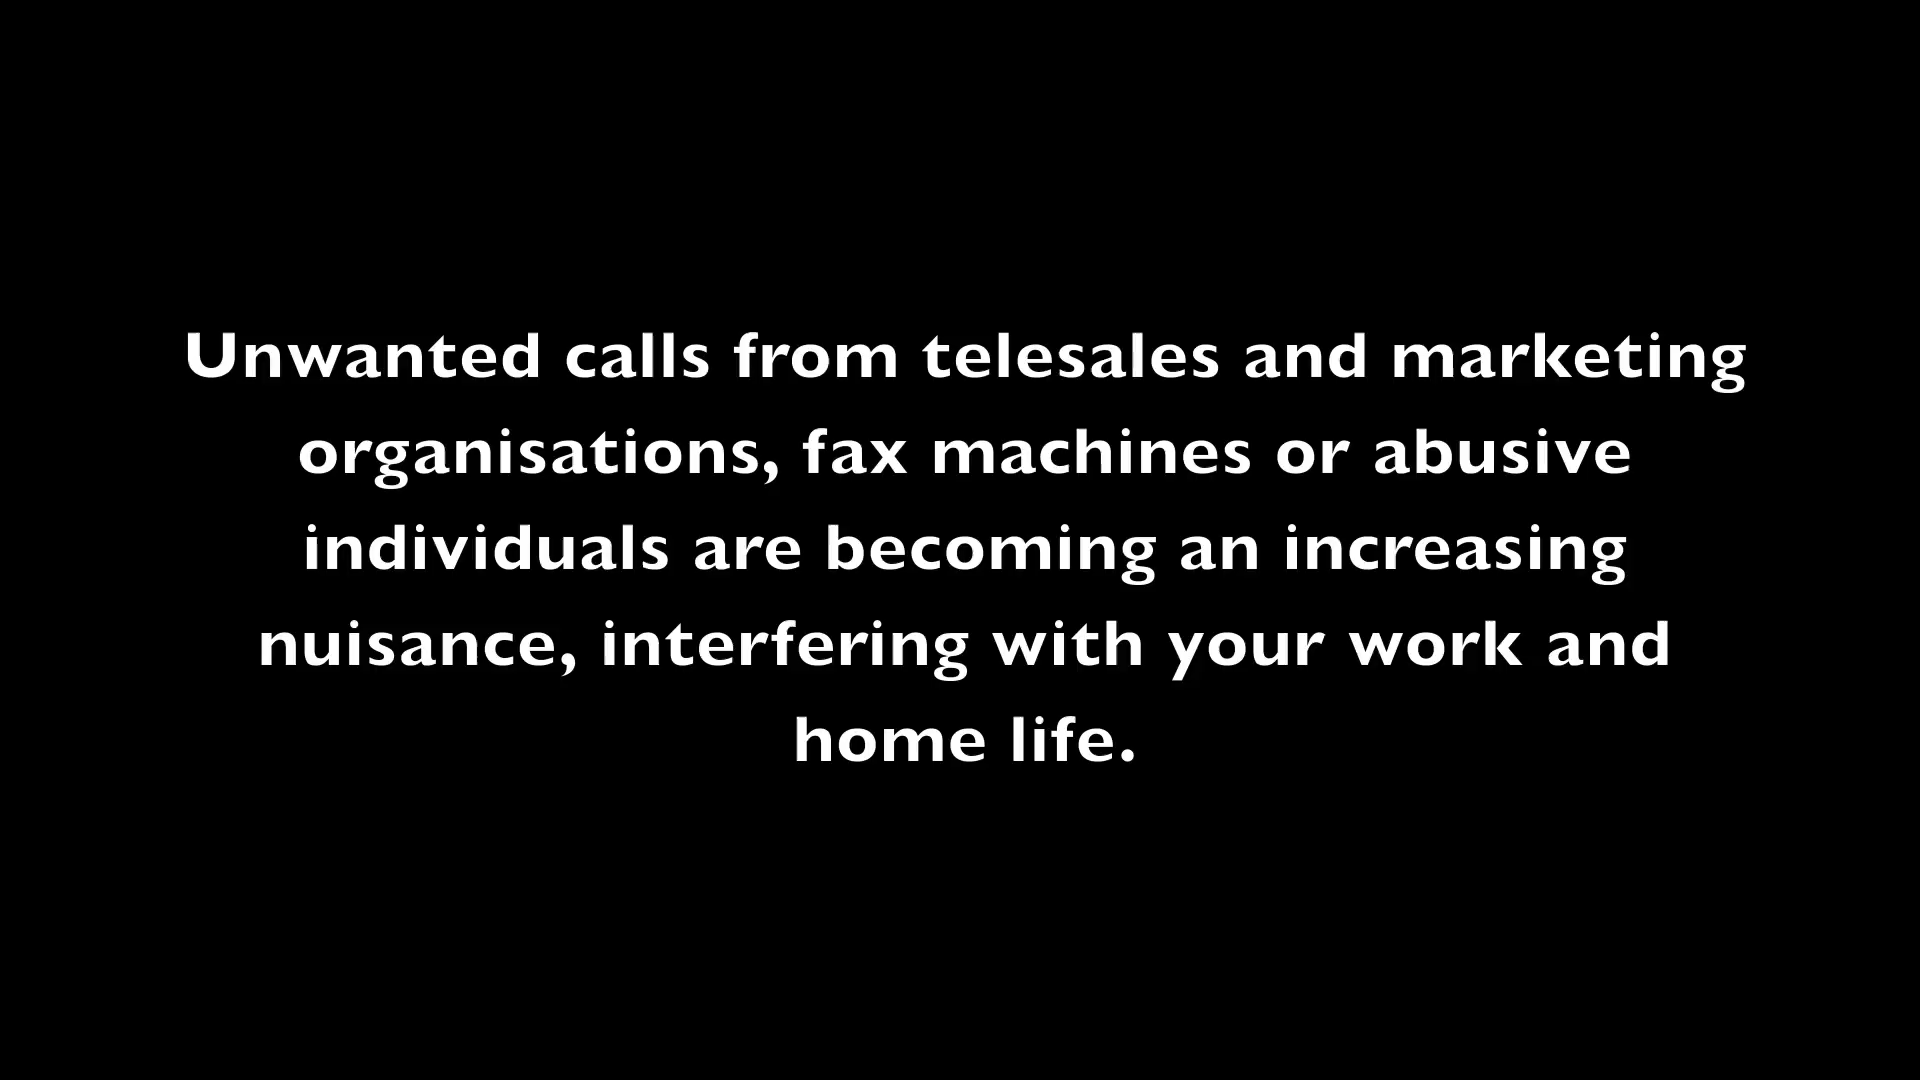 Unwanted calls from telesales and marketing
organisations, fax machines or abusive
individuals are becoming an increasing
nuisance, interfering with your work and
home life.